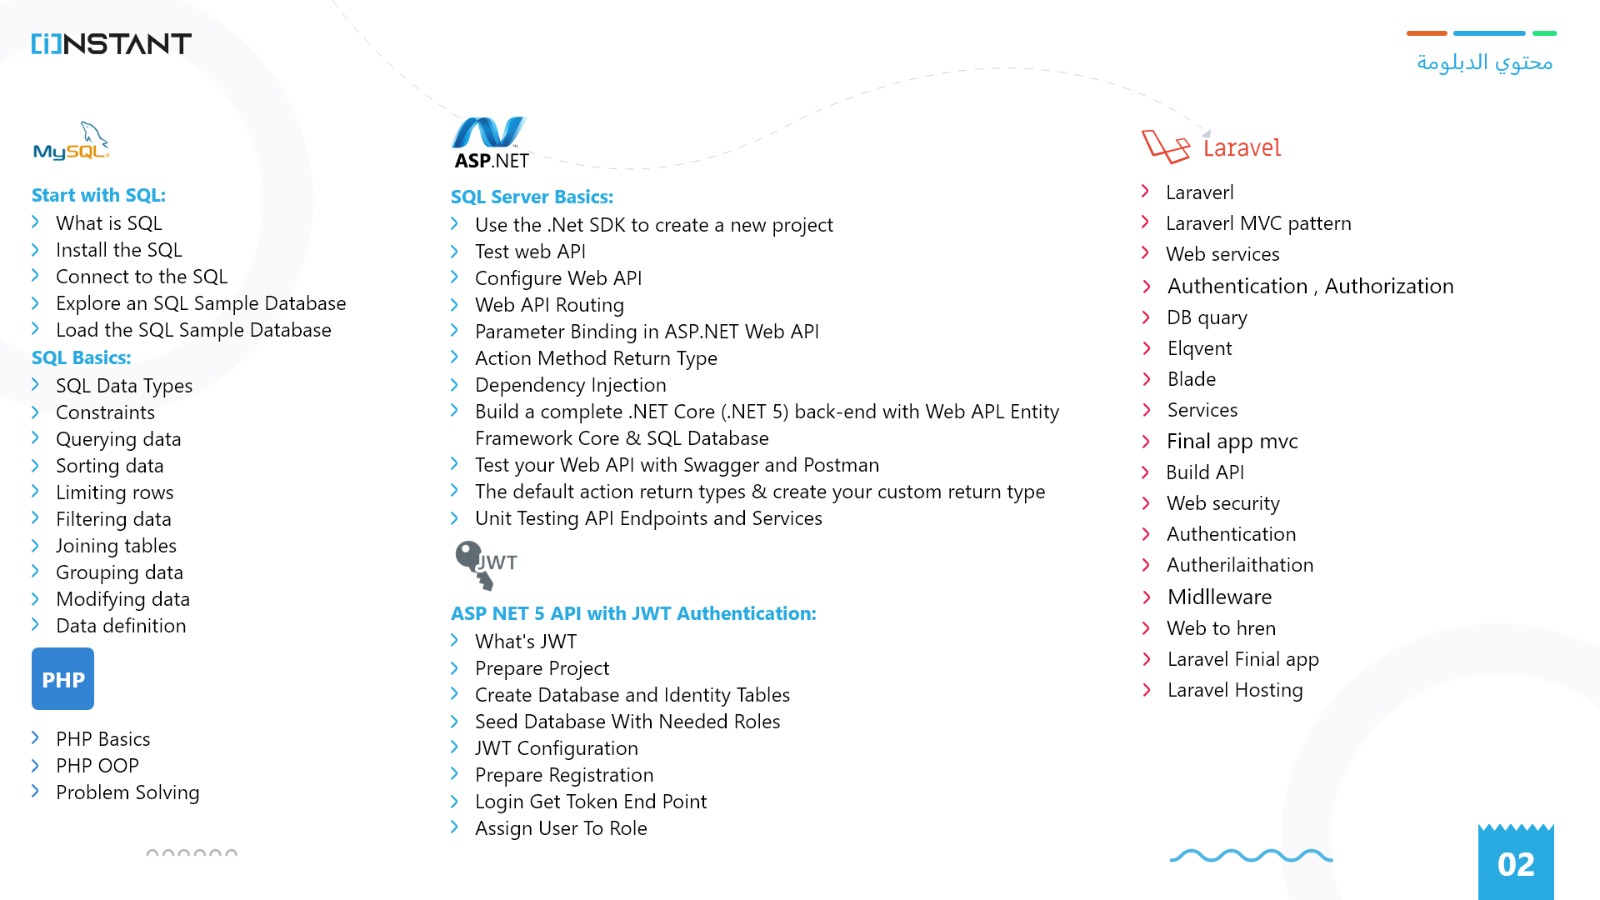 [i]NSTANT
محتوي الدبلومة
MySQL
Start with SQL:
What is SQL
Install the SQL
Connect to the SQL
Explore an SQL Sample Database
Load the SQL Sample Database
SQL Basics:
SQL Data Types
Constraints
Querying data
Sorting data
Limiting rows
Filtering data
Joining tables
Grouping data
Modifying data
Data definition
PHP
PHP Basics
PHP OOP
Problem Solving
ASP.NET
SQL Server Basics:
Use the .Net SDK to create a new project
Test web API
Configure Web API
Web API Routing
Parameter Binding in ASP.NET Web API
Action Method Return Type
Dependency Injection
Build a complete .NET Core (.NET 5) back-end with Web APL Entity
Framework Core & SQL Database
Test your Web API with Swagger and Postman
The default action return types & create your custom return type
Unit Testing API Endpoints and Services
JWT
ASP NET 5 API with JWT Authentication:
What's JWT
Prepare Project
Create Database and Identity Tables
Seed Database With Needed Roles
JWT Configuration
Prepare Registration
Login Get Token End Point
Assign User To Role
Laravel
Laraverl
Laraverl MVC pattern
Web services
Authentication , Authorization
DB quary
Elqvent
Blade
Services
Final app mvc
Build API
Web security
Authentication
Autherilaithation
Midlleware
Web to hren
Laravel Finial app
Laravel Hosting
02